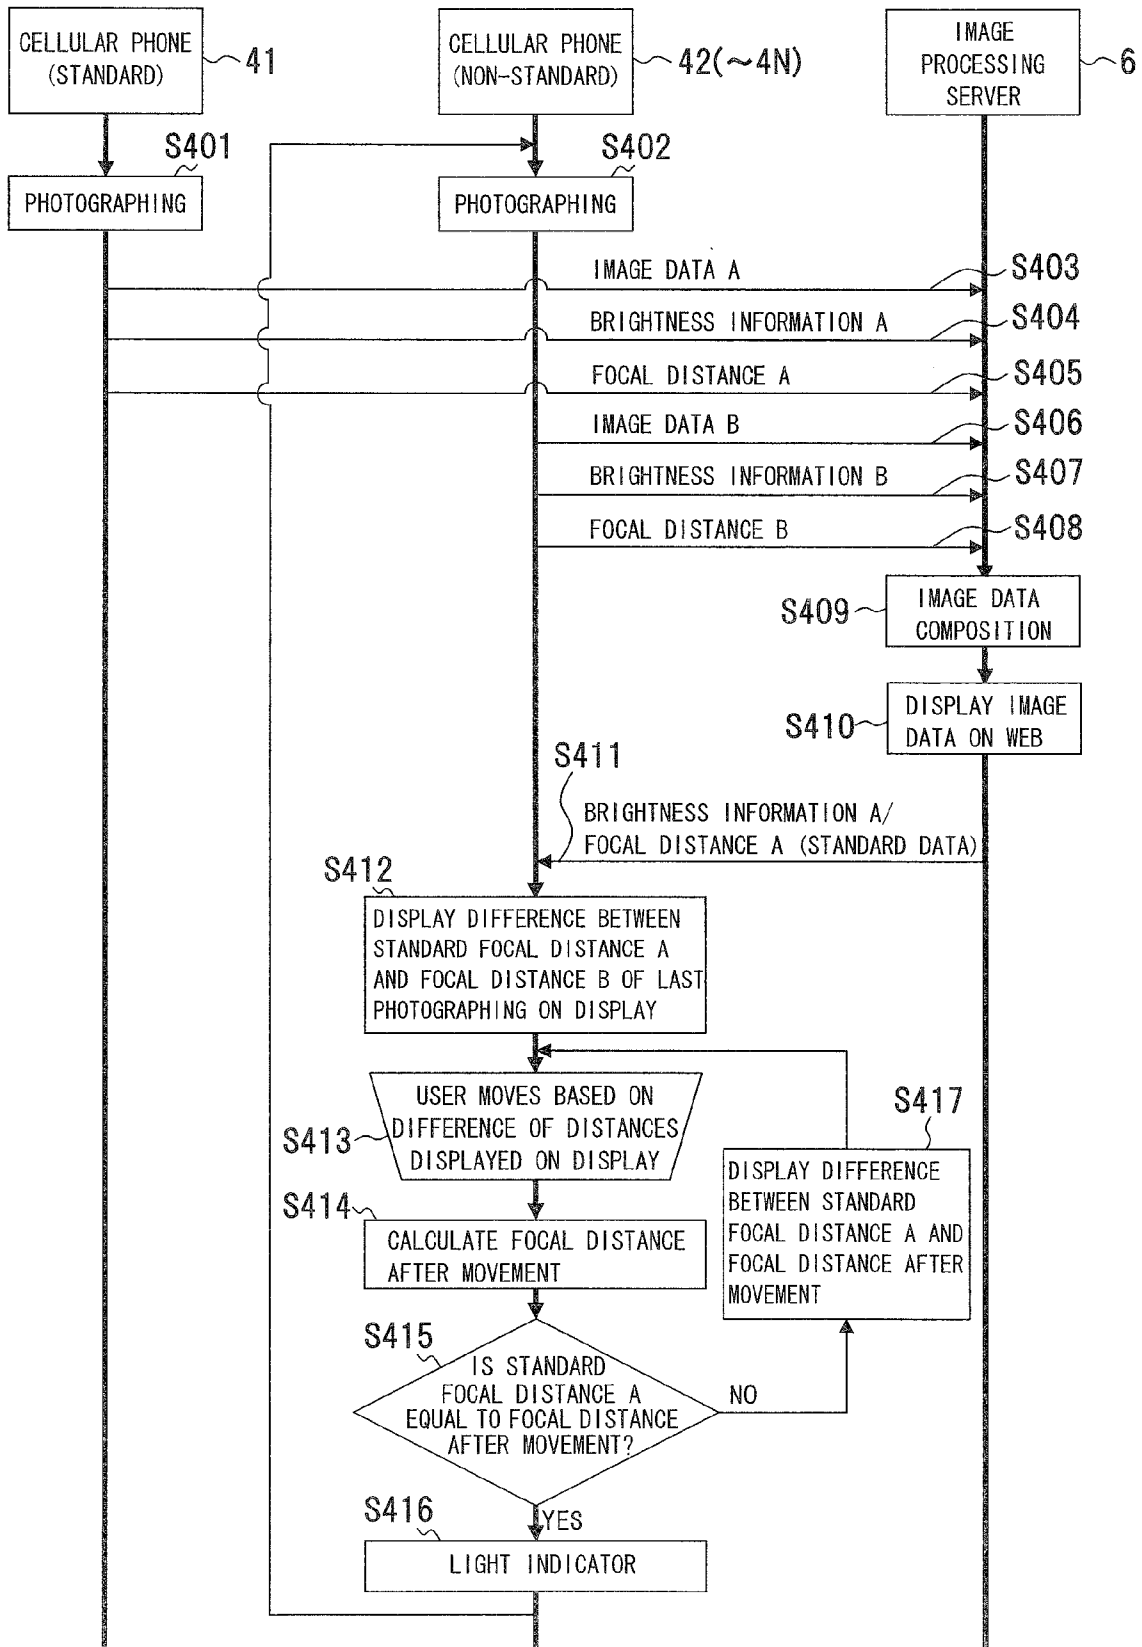 CELLULAR PHONE
(STANDARD)
41
CELLULAR PHONE
(NON-STANDARD)
42(~4N)
IMAGE
PROCESSING
SERVER
6
S401
PHOTOGRAPHING
S402
PHOTOGRAPHING
IMAGE DATA A
S403
BRIGHTNESS INFORMATION A
S404
FOCAL DISTANCE A
S405
IMAGE DATA B
S406
BRIGHTNESS INFORMATION B
S407
FOCAL DISTANCE B
S408
S409
IMAGE DATA
COMPOSITION
S410
DISPLAY IMAGE
DATA ON WEB
S411
BRIGHTNESS INFORMATION A/
FOCAL DISTANCE A (STANDARD DATA)
S412
DISPLAY DIFFERENCE BETWEEN
STANDARD FOCAL DISTANCE A
AND FOCAL DISTANCE B OF LAST
PHOTOGRAPHING ON DISPLAY
S413
USER MOVES BASED ON
DIFFERENCE OF DISTANCES
DISPLAYED ON DISPLAY
S417
DISPLAY DIFFERENCE
BETWEEN STANDARD
FOCAL DISTANCE A AND
FOCAL DISTANCE AFTER
MOVEMENT
S414
CALCULATE FOCAL DISTANCE
AFTER MOVEMENT
S415
IS STANDARD
FOCAL DISTANCE A
EQUAL TO FOCAL DISTANCE
AFTER MOVEMENT?
NO
S416
YES
LIGHT INDICATOR